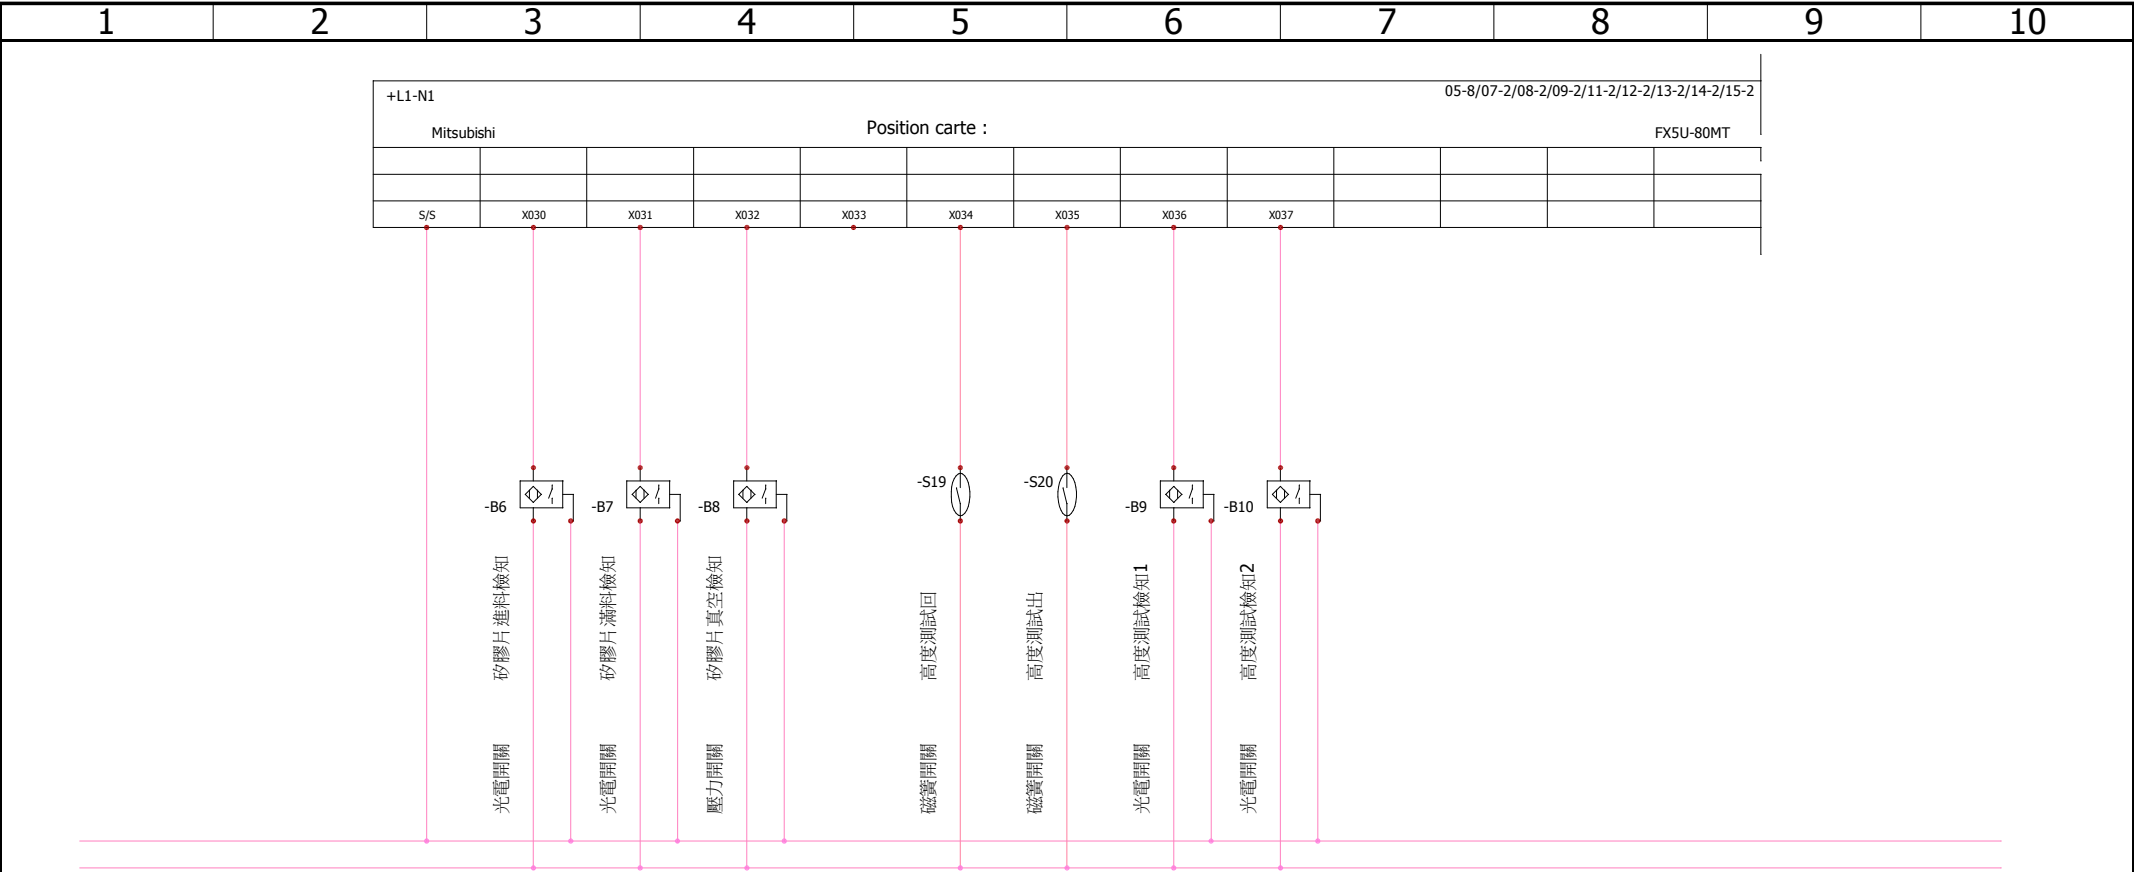 1 2 3 4 5 6 7 8 9 10
+L1-N1 05-8/07-2/08-2/09-2/11-2/12-2/13-2/14-2/15-2
Mitsubishi Position carte : FX5U-80MT
S/S X030 X031 X032 X033 X034 X035 X036 X037
-B6 -B7 -B8 -S19 -S20 -B9 -B10
矽膠片進料檢知
矽膠片滿料檢知
矽膠片真空檢知
高度測試回
高度測試出
高度測試檢知1
高度測試檢知2
光電開關
光電開關
壓力開關
磁簧開關
磁簧開關
光電開關
光電開關